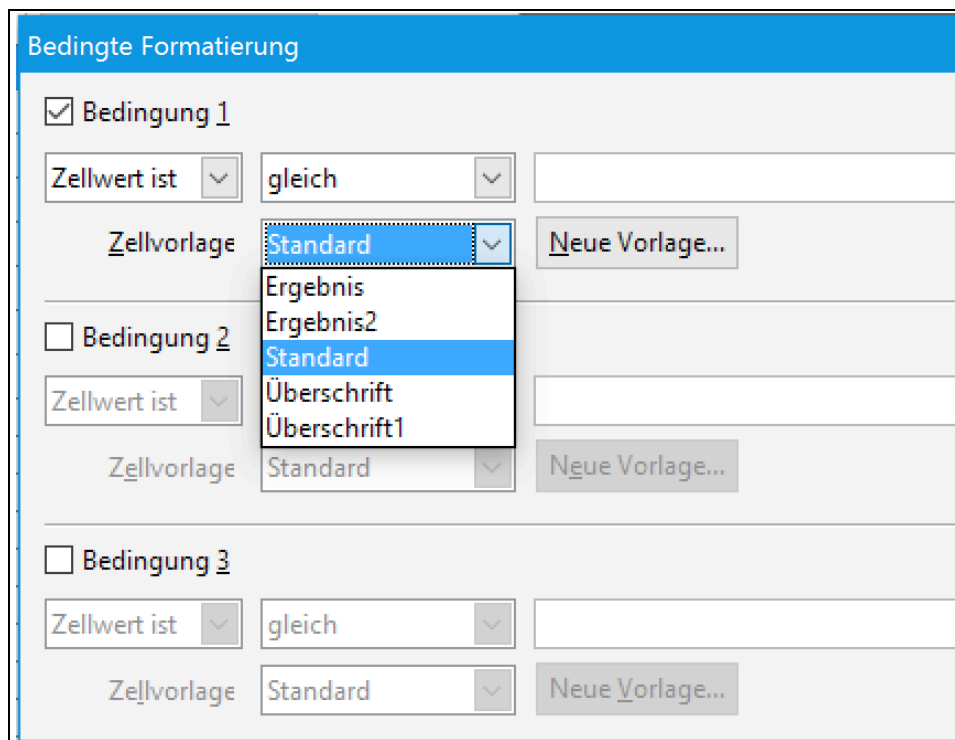 Bedingte Formatierung
Bedingung 1
Zellwert ist gleich
Zellvorlage Standard Neue Vorlage...
Ergebnis
Ergebnis2
Standard
Überschrift
Überschrift1
Bedingung 2
Zellwert ist
Zellvorlage Standard Neue Vorlage...
Bedingung 3
Zellwert ist gleich
Zellvorlage Standard Neue Vorlage...